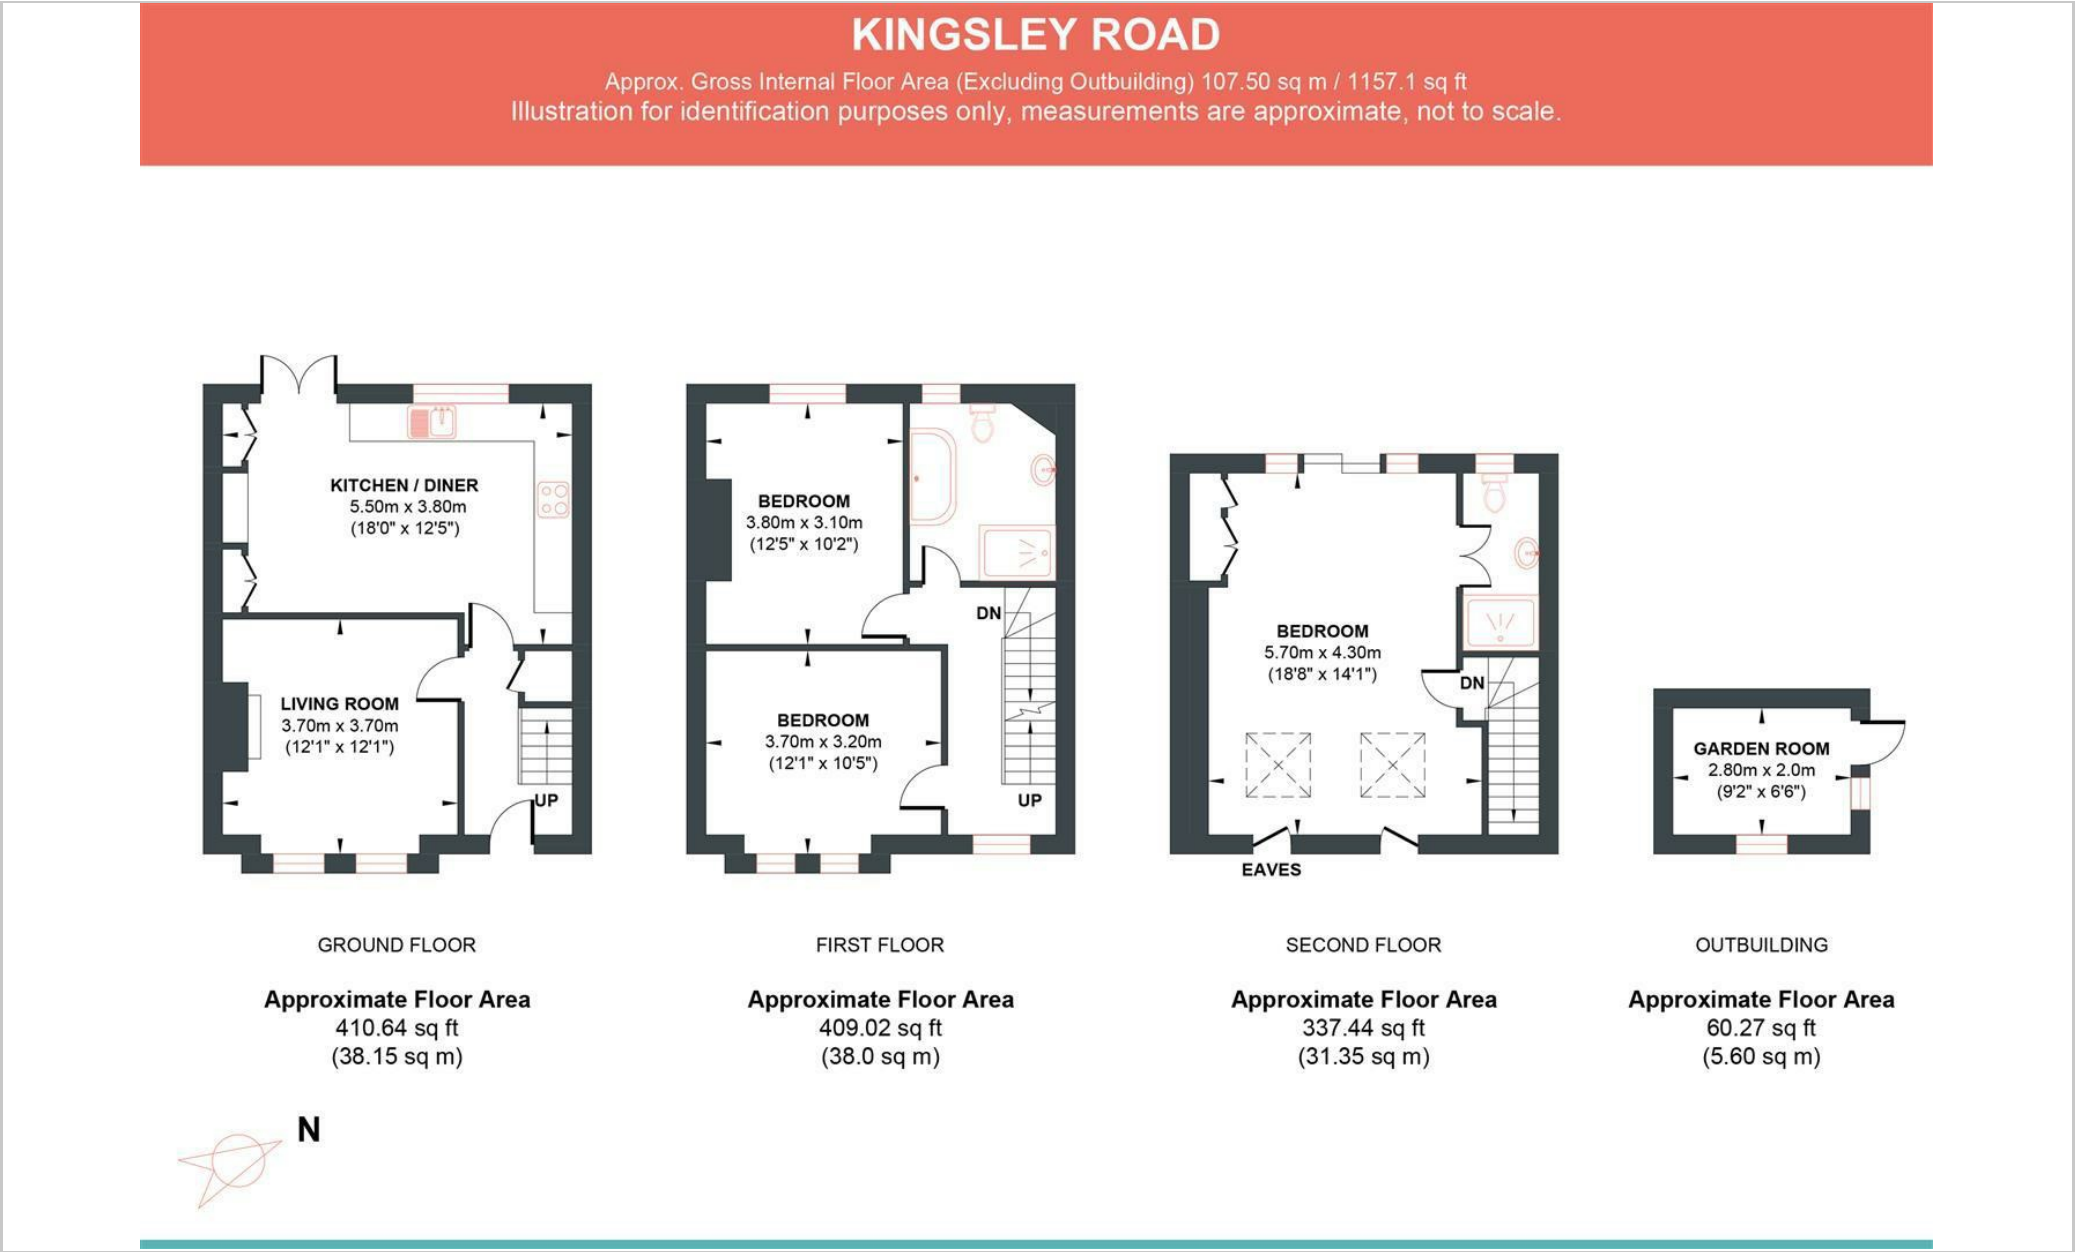 KINGSLEY ROAD
Approx. Gross Internal Floor Area (Excluding Outbuilding) 107.50 sq m / 1157.1 sq ft
Illustration for identification purposes only, measurements are approximate, not to scale.
KITCHEN / DINER
5.50m x 3.80m
(18'0" x 12'5")
LIVING ROOM
3.70m x 3.70m
(12'1" x 12'1")
UP
BEDROOM
3.80m x 3.10m
(12'5" x 10'2")
DN
BEDROOM
3.70m x 3.20m
(12'1" x 10'5")
UP
BEDROOM
5.70m x 4.30m
(18'8" x 14'1")
DN
EAVES
GARDEN ROOM
2.80m x 2.0m
(9'2" x 6'6")
GROUND FLOOR
Approximate Floor Area
410.64 sq ft
(38.15 sq m)
FIRST FLOOR
Approximate Floor Area
409.02 sq ft
(38.0 sq m)
SECOND FLOOR
Approximate Floor Area
337.44 sq ft
(31.35 sq m)
OUTBUILDING
Approximate Floor Area
60.27 sq ft
(5.60 sq m)
N